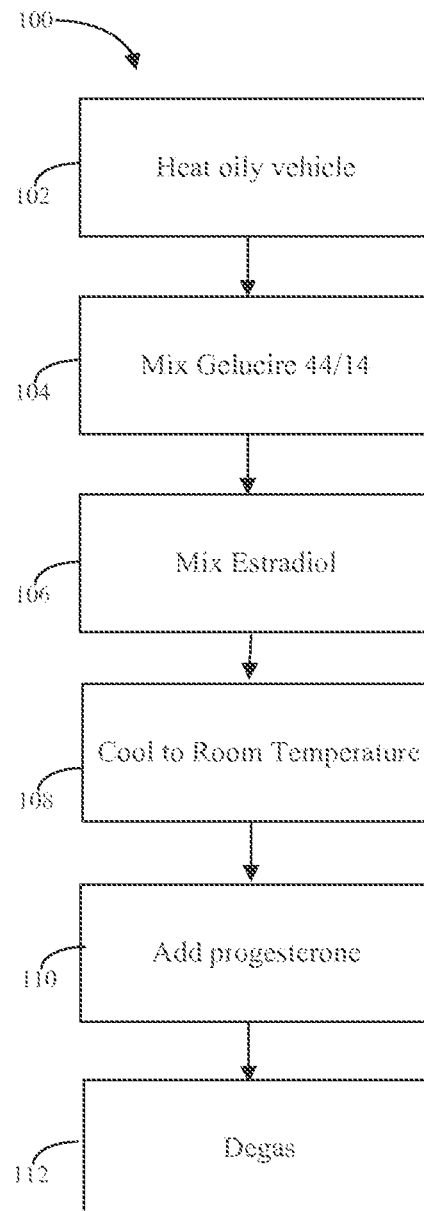 100
Heat oily vehicle
102
Mix Gelucire 44/14
104
Mix Estradiol
106
Cool to Room Temperature
108
Add progesterone
110
Degas
112